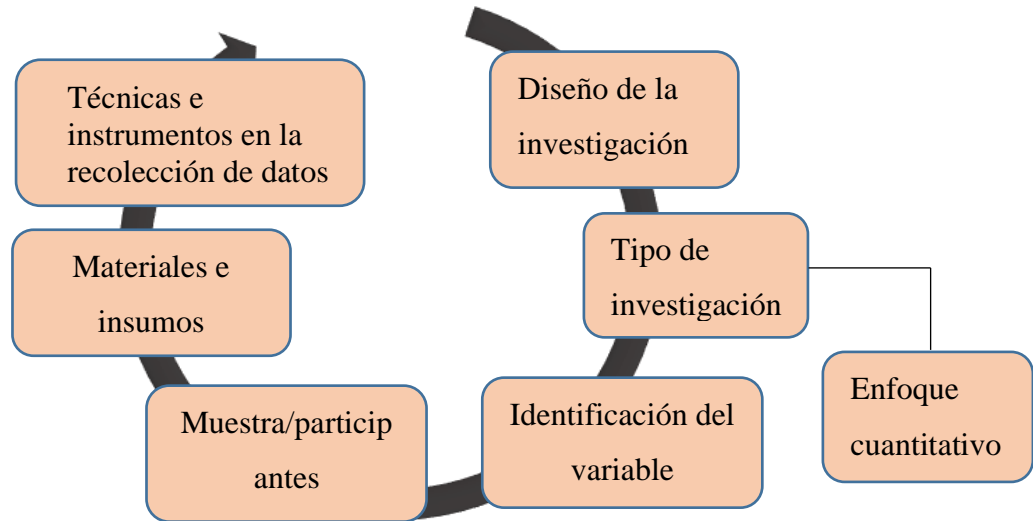 Diseño de la
investigación
Tipo de
investigación
Enfoque
cuantitativo
Identificación del
variable
Muestra/particip
antes
Materiales e
insumos
Técnicas e
instrumentos en la
recolección de datos